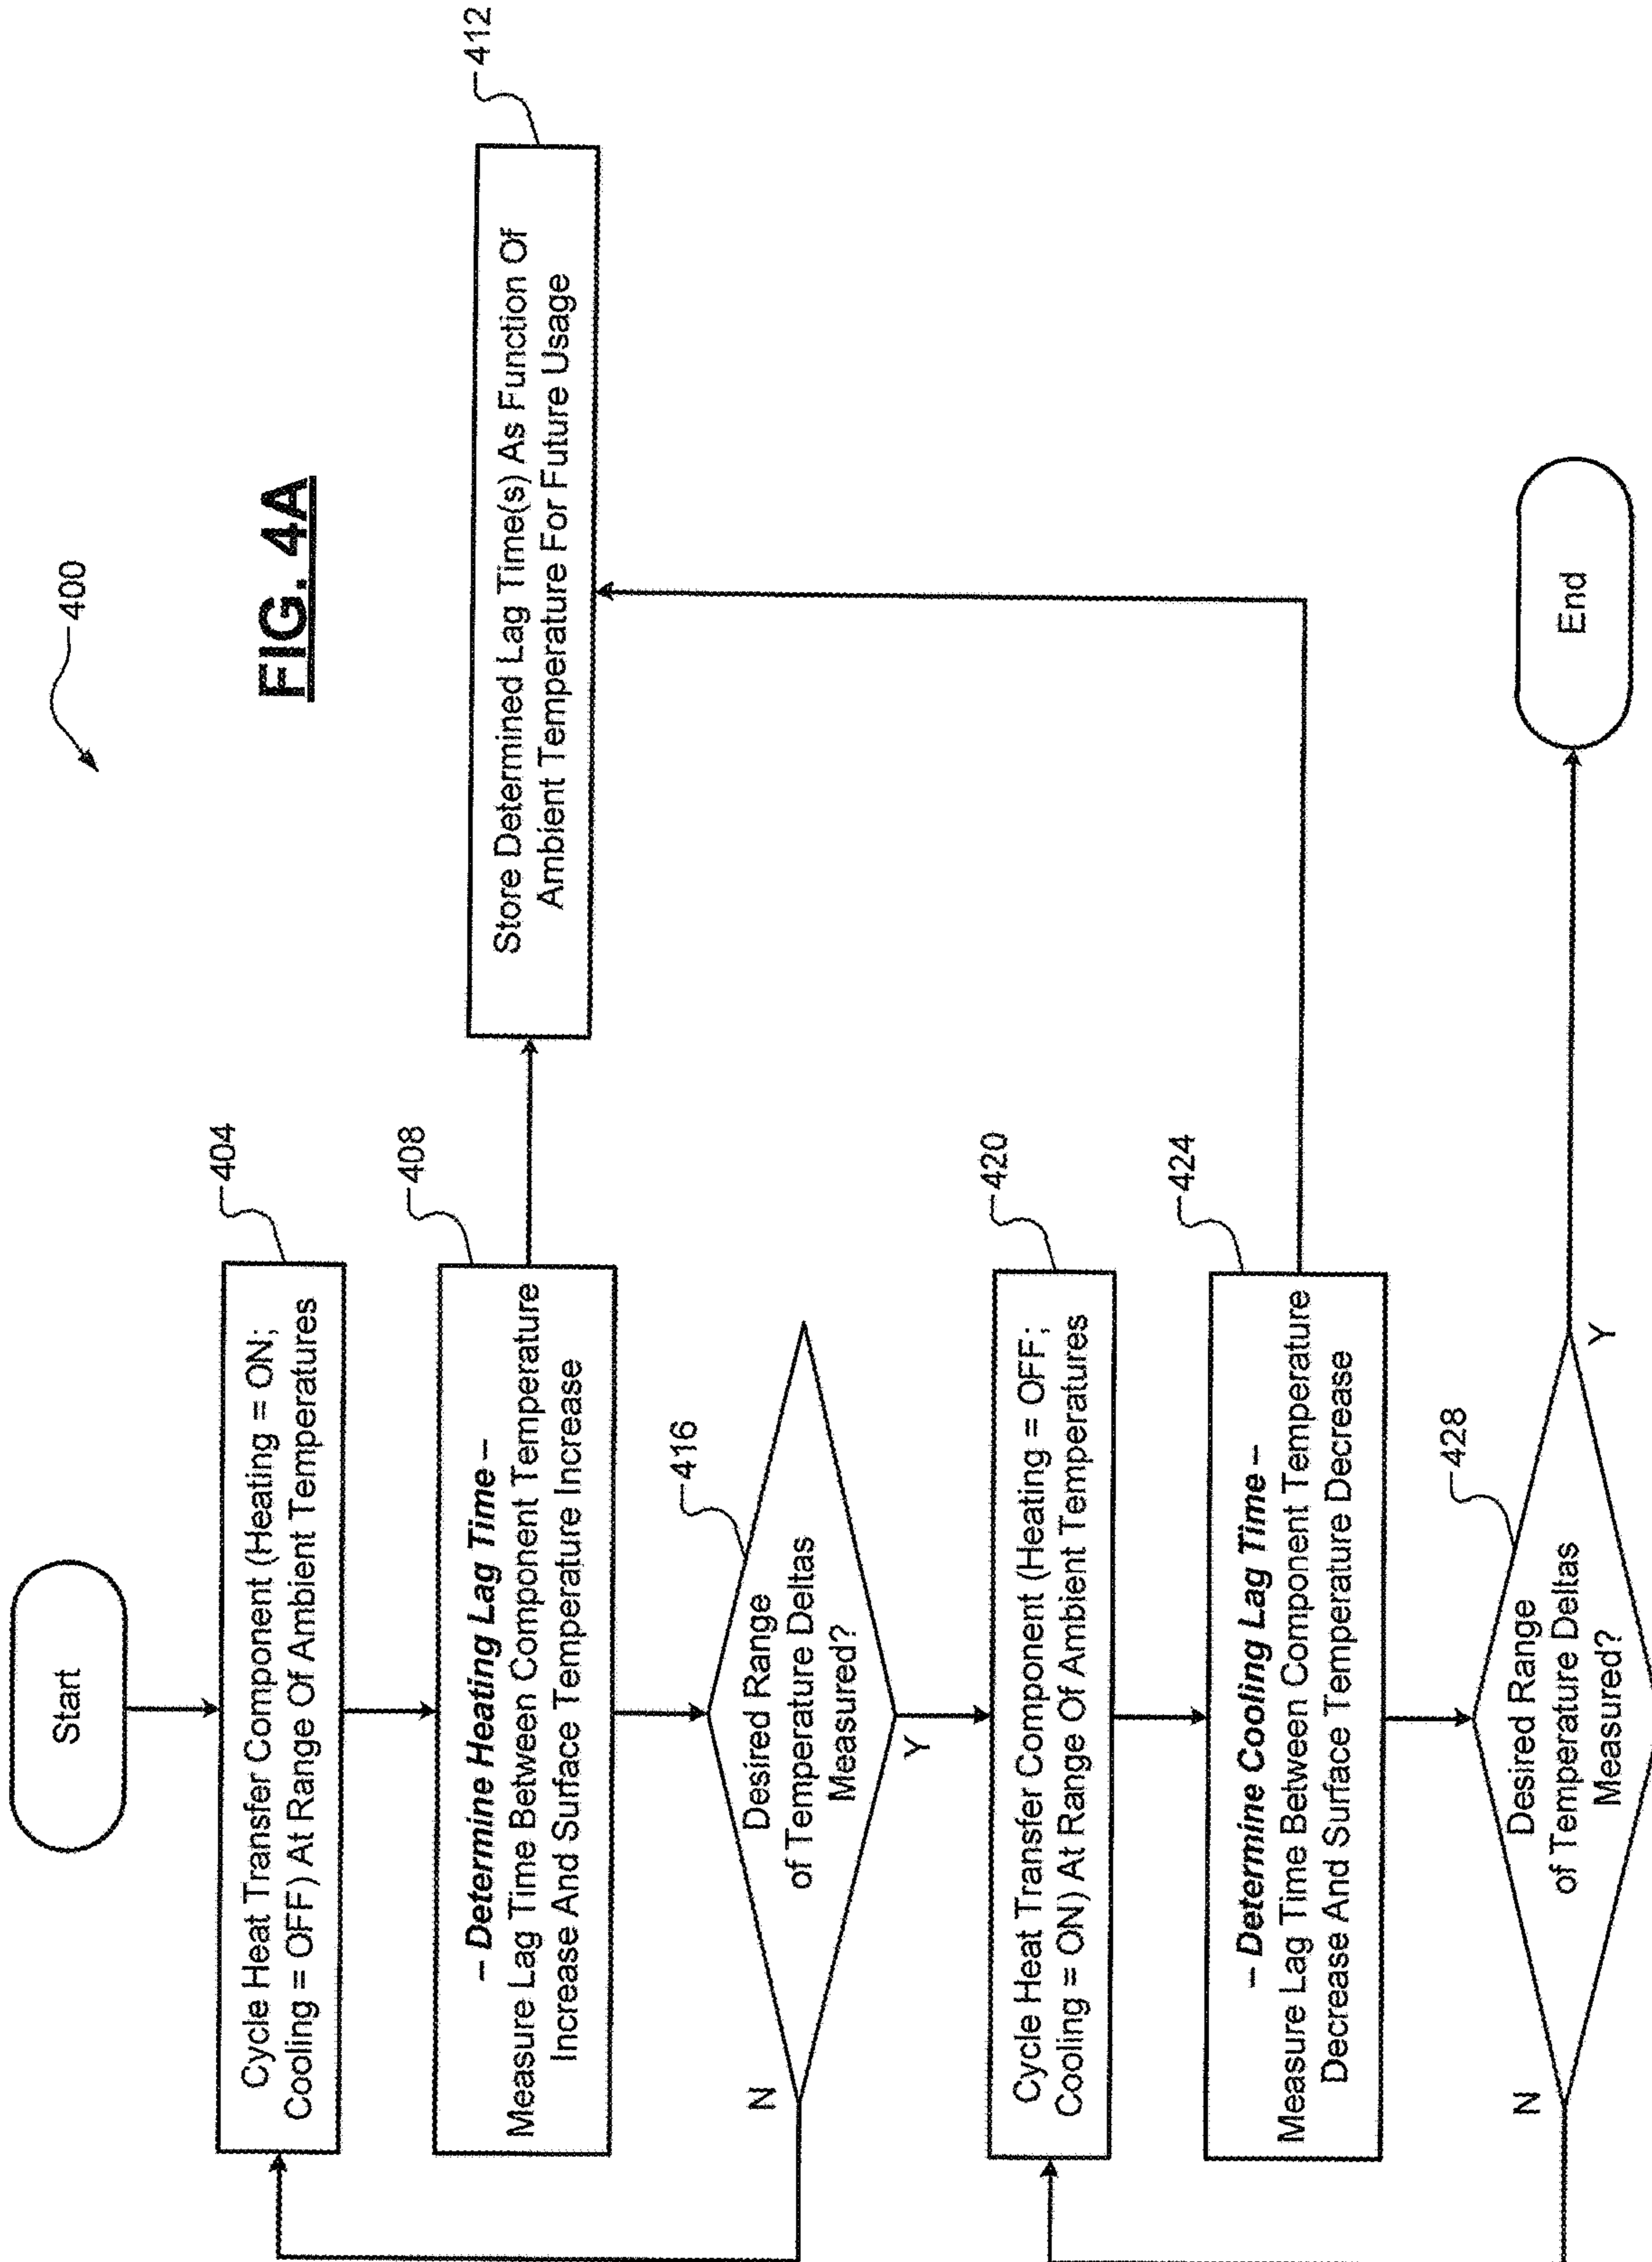 400
FIG. 4A
Start
404
Cycle Heat Transfer Component (Heating = ON;
Cooling = OFF) At Range Of Ambient Temperatures
408
– Determine Heating Lag Time –
Measure Lag Time Between Component Temperature
Increase And Surface Temperature Increase
412
Store Determined Lag Time(s) As Function Of
Ambient Temperature For Future Usage
416
Desired Range
of Temperature Deltas
Measured?
N
Y
420
Cycle Heat Transfer Component (Heating = OFF;
Cooling = ON) At Range Of Ambient Temperatures
424
– Determine Cooling Lag Time –
Measure Lag Time Between Component Temperature
Decrease And Surface Temperature Decrease
428
Desired Range
of Temperature Deltas
Measured?
N
Y
End